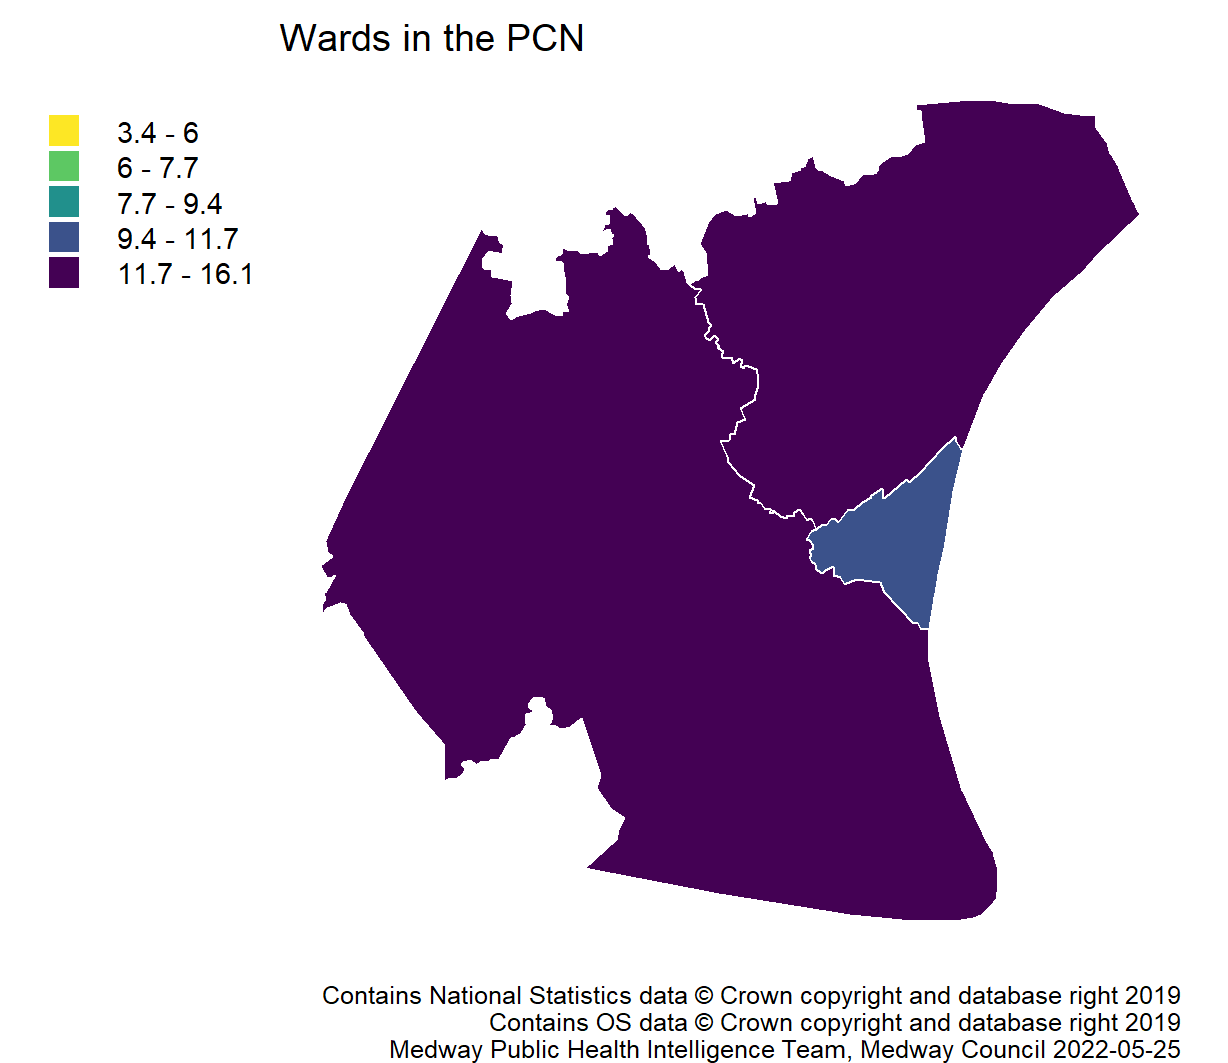 Wards in the PCN
3.4 - 6
6 - 7.7
7.7 - 9.4
9.4 - 11.7
11.7 - 16.1
Contains National Statistics data © Crown copyright and database right 2019
Contains OS data © Crown copyright and database right 2019
Medway Public Health Intelligence Team, Medway Council 2022-05-25